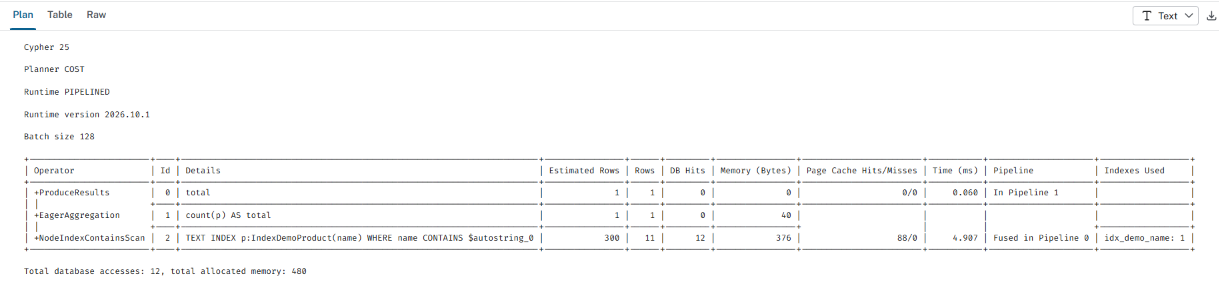 Plan Table Raw
Text
Cypher 25
Planner COST
Runtime PIPELINED
Runtime version 2026.10.1
Batch size 128
| Operator | Id | Details | Estimated Rows | Rows | DB Hits | Memory (Bytes) | Page Cache Hits/Misses | Time (ms) | Pipeline | Indexes Used |
| +ProduceResults | 0 | total | 1 | 1 | 0 | 0 | 0/0 | 0.060 | In Pipeline 1 | |
| +EagerAggregation | 1 | count(p) AS total | 1 | 1 | 0 | 40 | | | | |
| +NodeIndexContainsScan | 2 | TEXT INDEX p:IndexDemoProduct(name) WHERE name CONTAINS $autostring_0 | 300 | 11 | 12 | 376 | 88/0 | 4.907 | Fused in Pipeline 0 | idx_demo_name: 1 |
Total database accesses: 12, total allocated memory: 480